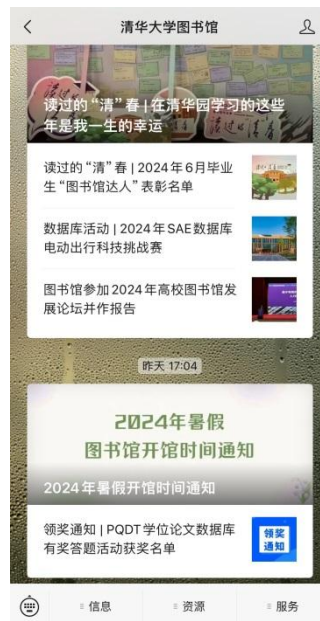 清华大学图书馆
读过的“清”春 | 在清华园学习的这些
年是我一生的幸运
读过的“清”春 | 2024年6月毕业
生“图书馆达人”表彰名单
数据库活动 | 2024年SAE数据库
电动出行科技挑战赛
图书馆参加2024年高校图书馆发
展论坛并作报告
昨天 17:04
2024年暑假
图书馆开馆时间通知
2024年暑假开馆时间通知
领奖通知 | PQDT学位论文数据库
有奖答题活动获奖名单
领奖
通知
信息
资源
服务